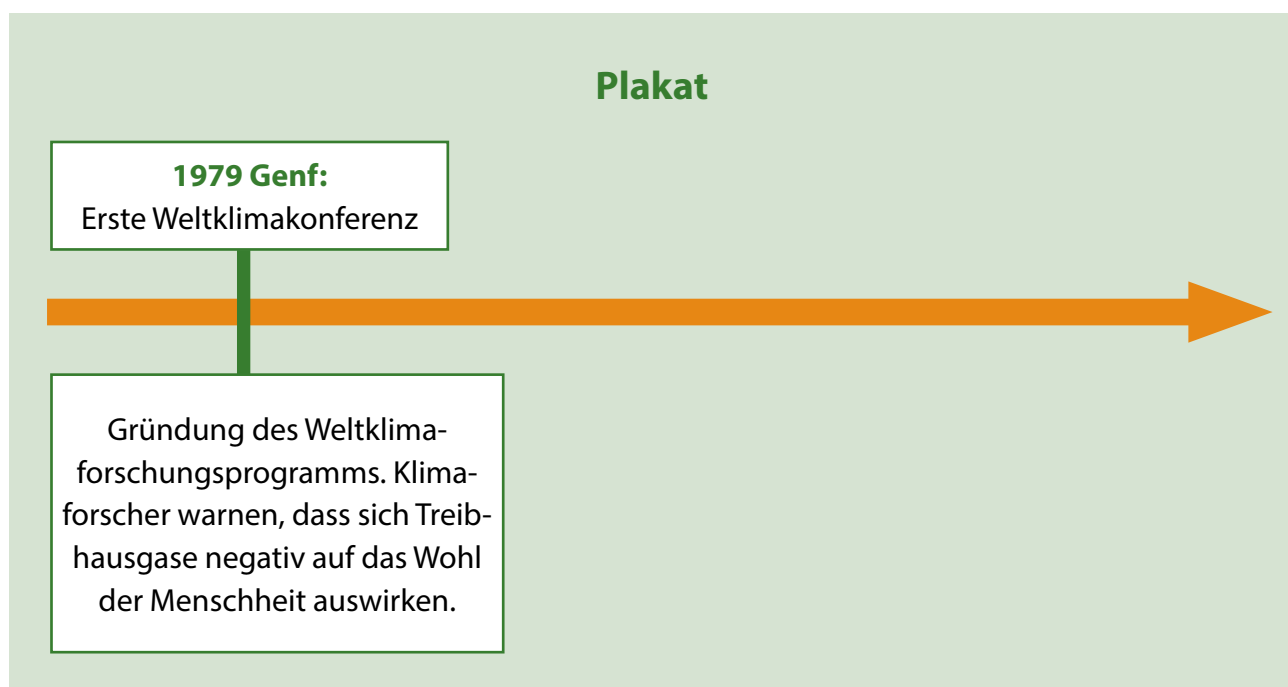 Plakat
1979 Genf:
Erste Weltklimakonferenz
Gründung des Weltklima-
forschungsprogramms. Klima-
forscher warnen, dass sich Treib-
hausgase negativ auf das Wohl
der Menschheit auswirken.